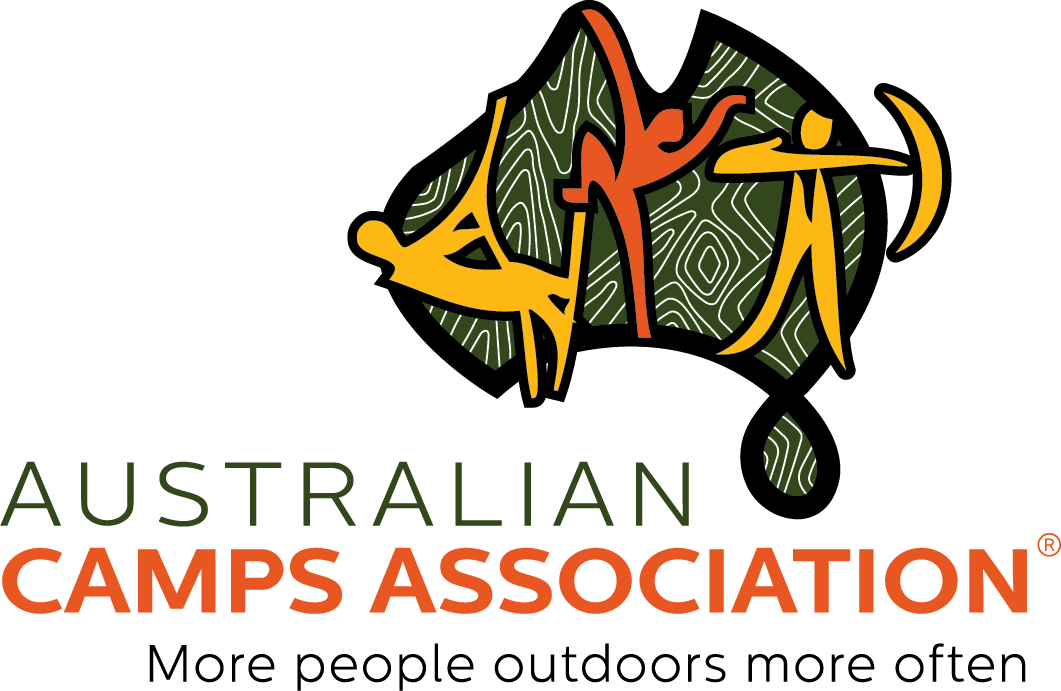 AUSTRALIAN
CAMPS ASSOCIATION®
More people outdoors more often